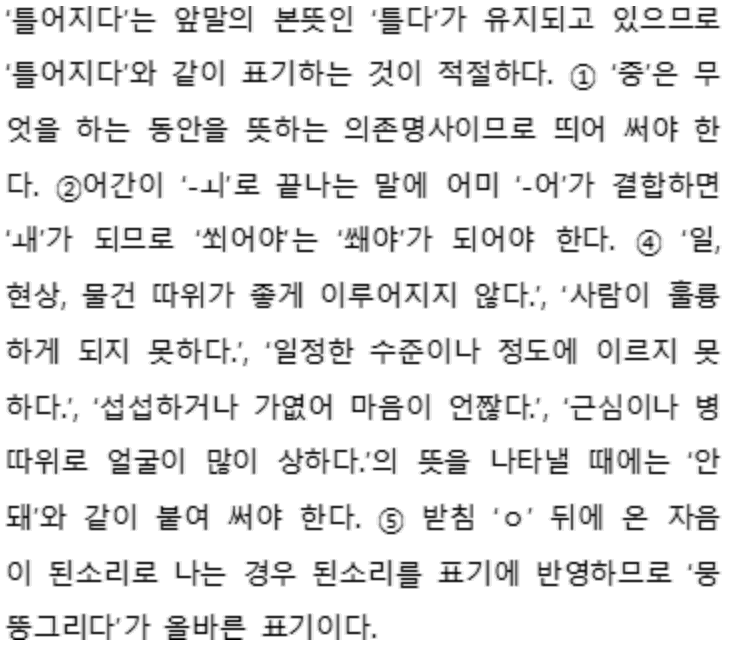 ‘틀어지다’는 앞말의 본뜻인 ‘틀다’가 유지되고 있으므로
‘틀어지다’와 같이 표기하는 것이 적절하다. ① ‘중’은 무
엇을 하는 동안을 뜻하는 의존명사이므로 띄어 써야 한
다. ②어간이 ‘-ㅚ’로 끝나는 말에 어미 ‘-어’가 결합하면
‘ㅙ’가 되므로 ‘쐬어야’는 ‘쐐야’가 되어야 한다. ④ ‘일,
현상, 물건 따위가 좋게 이루어지지 않다.’, ‘사람이 훌륭
하게 되지 못하다.’, ‘일정한 수준이나 정도에 이르지 못
하다.’, ‘섭섭하거나 가엾어 마음이 언짢다.’, ‘근심이나 병
따위로 얼굴이 많이 상하다.’의 뜻을 나타낼 때에는 ‘안
돼’와 같이 붙여 써야 한다. ⑤ 받침 ‘ㅇ’ 뒤에 온 자음
이 된소리로 나는 경우 된소리를 표기에 반영하므로 ‘뭉
뚱그리다’가 올바른 표기이다.